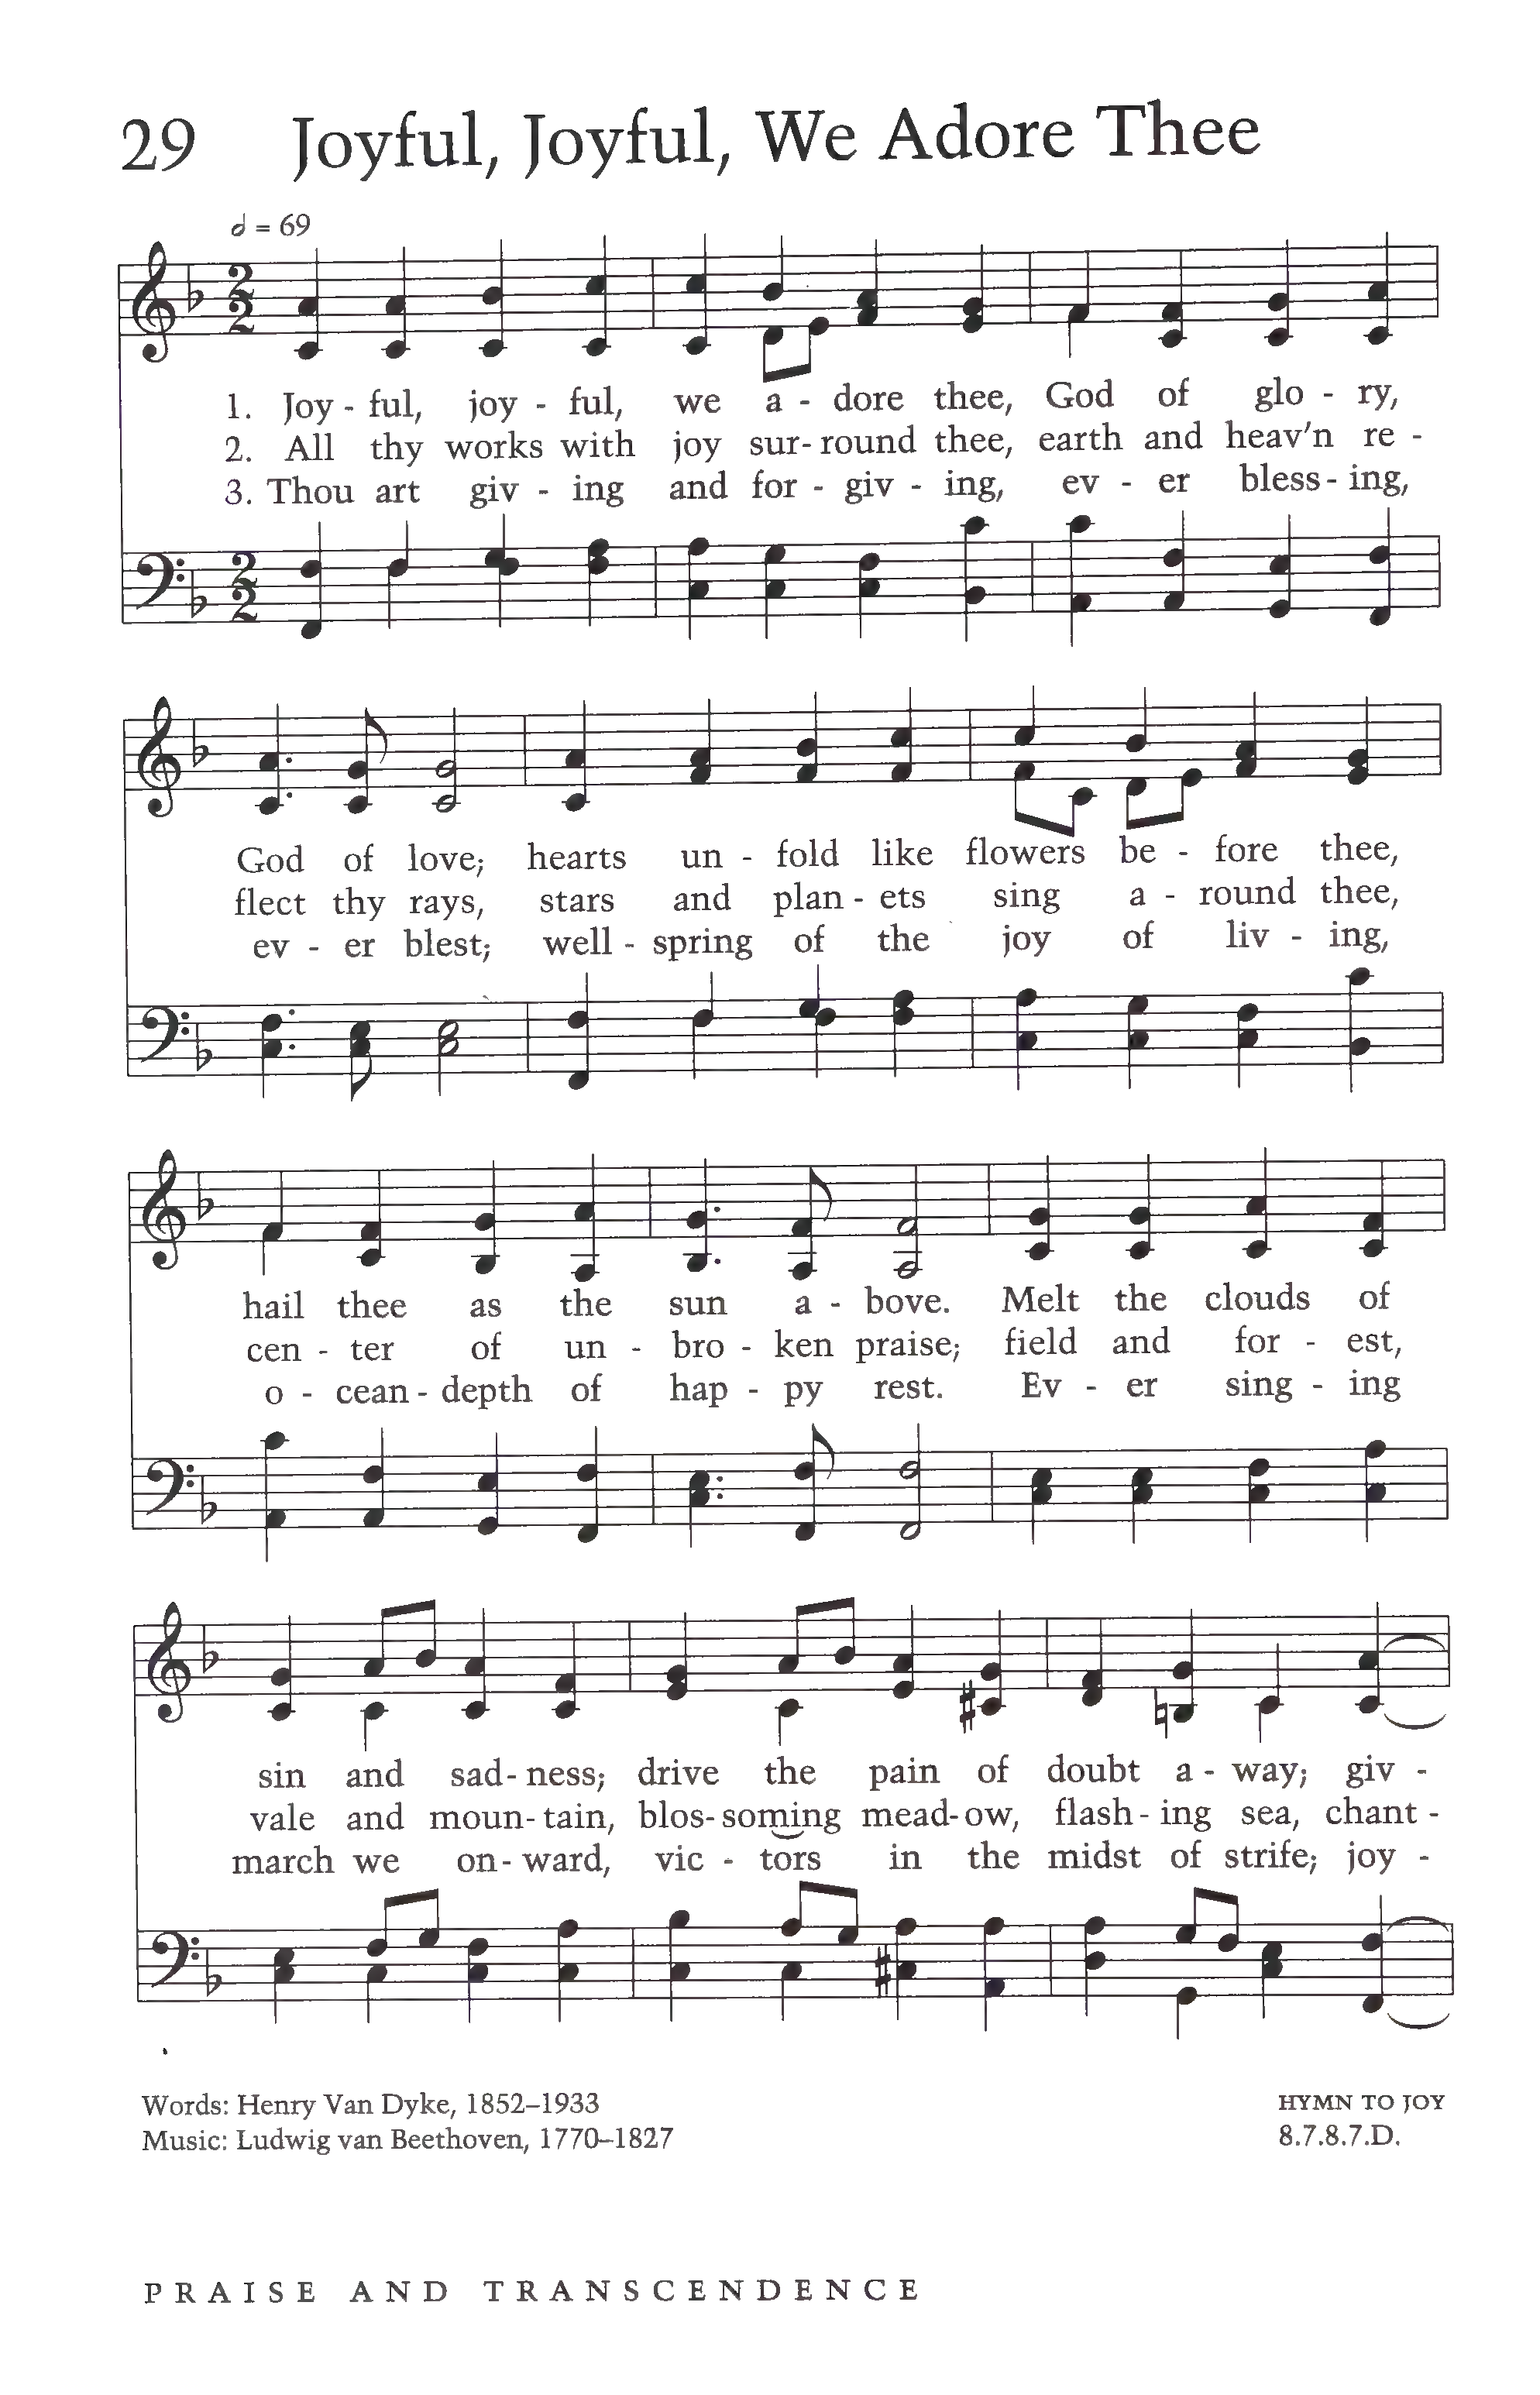 29 Joyful, Joyful, We Adore Thee
= 69
1. Joy - ful, joy - ful, we a - dore thee, God of glo - ry,
2. All thy works with joy sur- round thee, earth and heav'n re -
3. Thou art giv - ing and for - giv - ing, ev - er bless - ing,
God of love; hearts un - fold like flowers be - fore thee,
flect thy rays, stars and plan - ets sing a - round thee,
ev - er blest; well - spring of the joy of liv - ing,
hail thee as the sun a - bove. Melt the clouds of
cen - ter of un - bro - ken praise; field and for - est,
o - cean - depth of hap - py rest. Ev - er sing - ing
sin and sad- ness; drive the pain of doubt a - way; giv -
vale and moun- tain, blos- soming mead- ow, flash - ing sea, chant -
march we on - ward, vic - tors in the midst of strife; joy -
Words: Henry Van Dyke, 1852–1933
HYMN TO JOY
Music: Ludwig van Beethoven, 1770–1827
8.7.8.7.D.
PRAISE AND TRANSCENDENCE